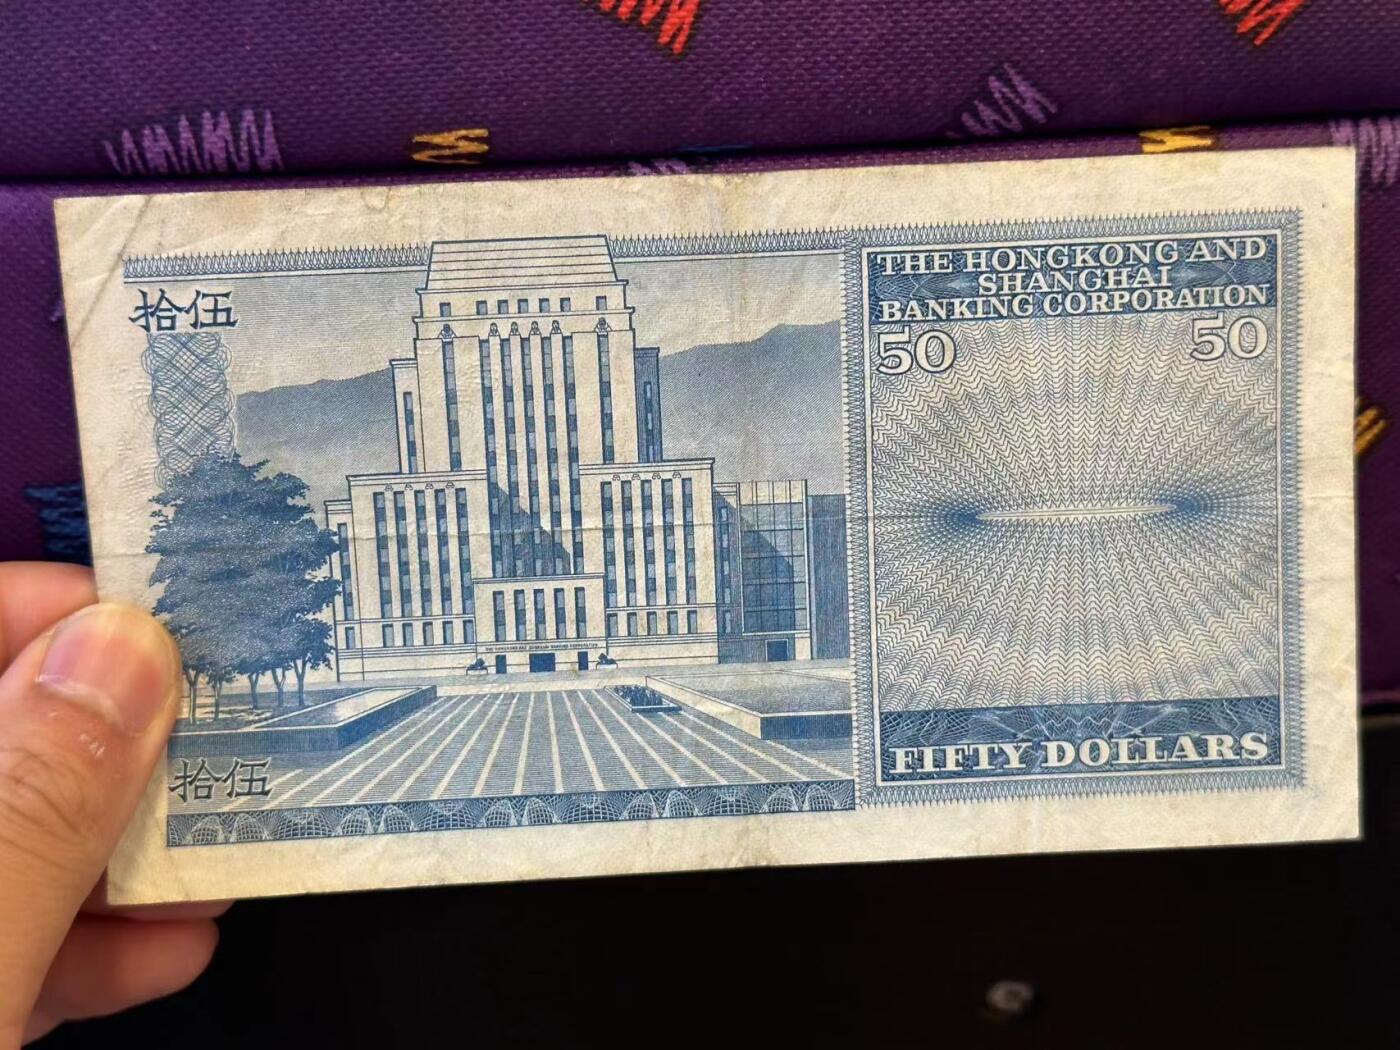 拾伍
THE HONGKONG AND
SHANGHAI
BANKING CORPORATION
50 50
拾伍
FIFTY DOLLARS